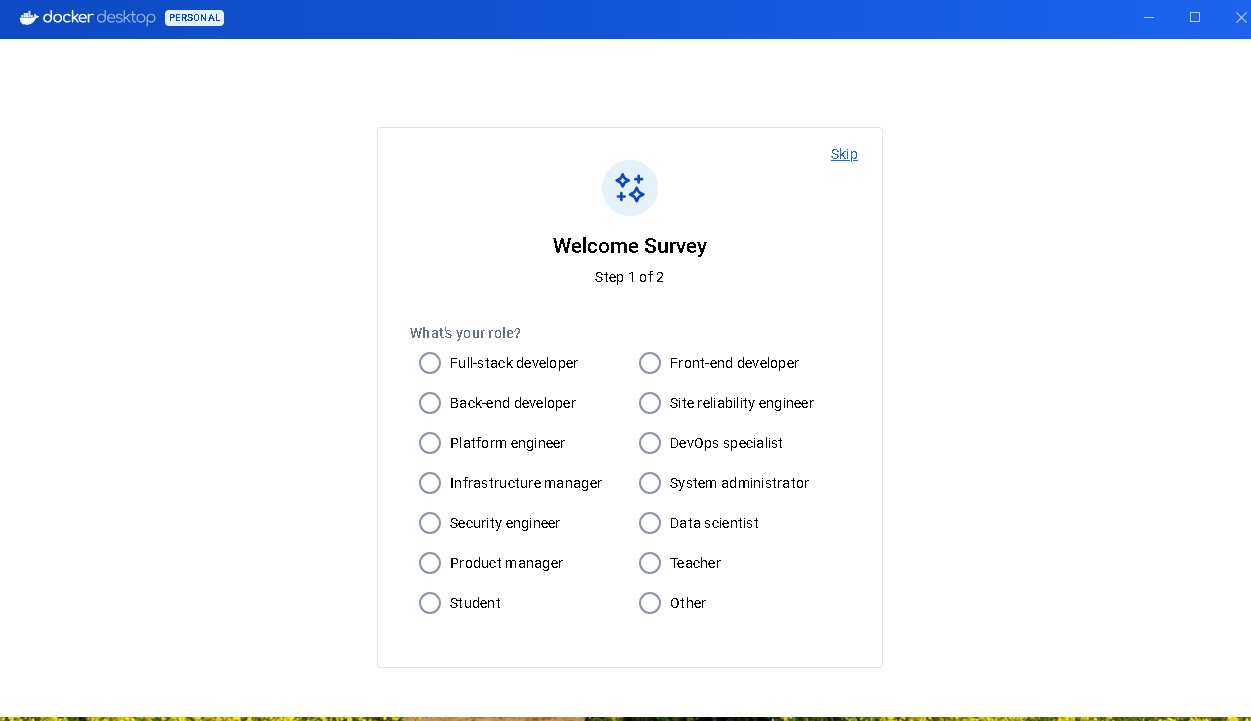 docker desktop PERSONAL
Skip
Welcome Survey
Step 1 of 2
What's your role?
Full-stack developer Front-end developer
Back-end developer Site reliability engineer
Platform engineer DevOps specialist
Infrastructure manager System administrator
Security engineer Data scientist
Product manager Teacher
Student Other